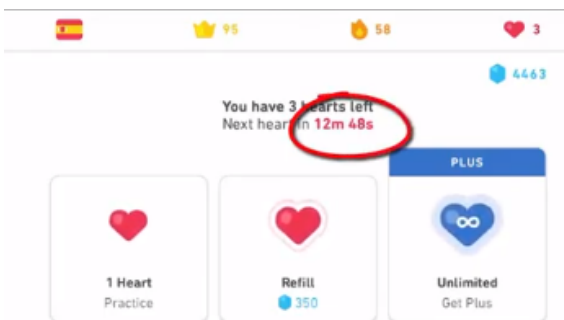 95 58 3
4463
You have 3 hearts left
Next heart in 12m 48s
PLUS
1 Heart Refill Unlimited
Practice 350 Get Plus